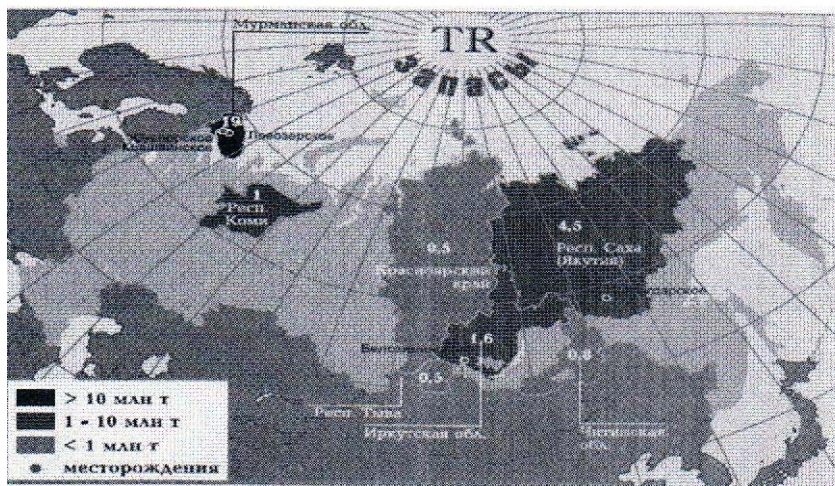 Мурманская обл.
TR
Запасы
19
Ловозерское
1
Респ.
Коми
4,5
Респ. Саха
(Якутия)
0,5
Красноярский
край
1,6
0,8
0,5
Респ. Тыва
Иркутская обл.
Читинская
обл.
> 10 млн т
1 - 10 млн т
< 1 млн т
месторождения